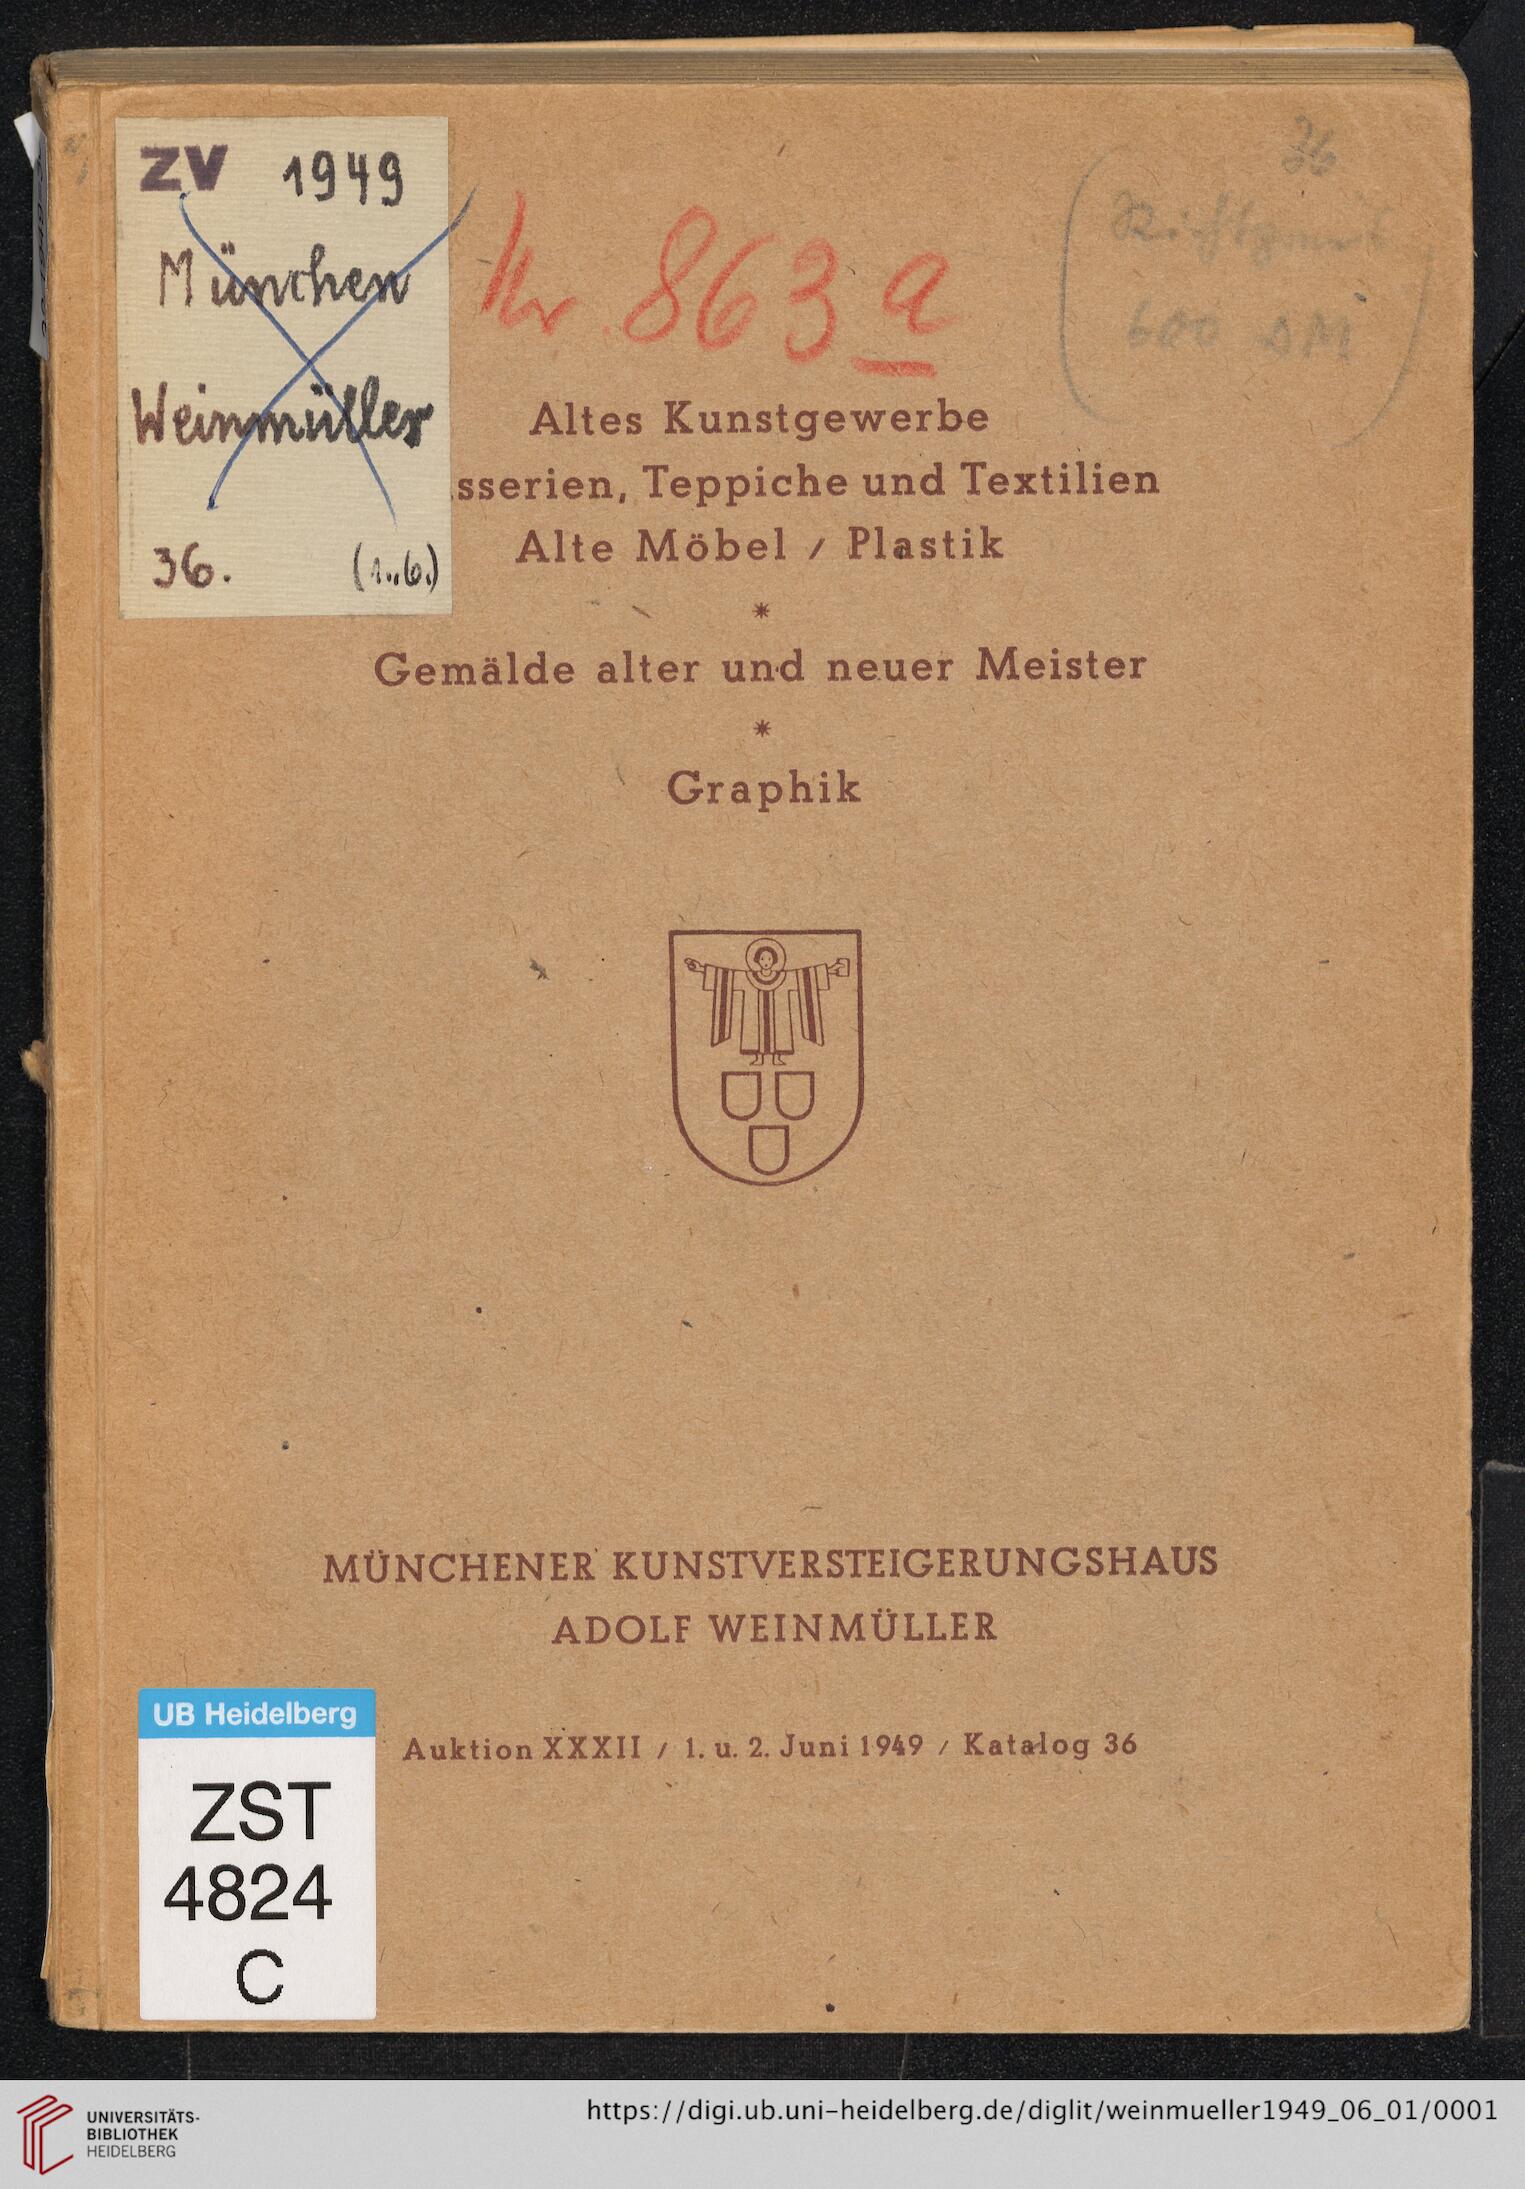 ZV 1949
München
Weinmüller
36. (1.,6.)
Nr. 863 a
36
600 DM
Altes Kunstgewerbe
sserien, Teppiche und Textilien
Alte Möbel / Plastik
*
Gemälde alter und neuer Meister
*
Graphik
MÜNCHENER KUNSTVERSTEIGERUNGSHAUS
ADOLF WEINMÜLLER
Auktion XXXII / 1. u. 2. Juni 1949 / Katalog 36
UB Heidelberg
ZST
4824
C
UNIVERSITÄTS-
BIBLIOTHEK
HEIDELBERG
https://digi.ub.uni-heidelberg.de/diglit/weinmueller1949_06_01/0001